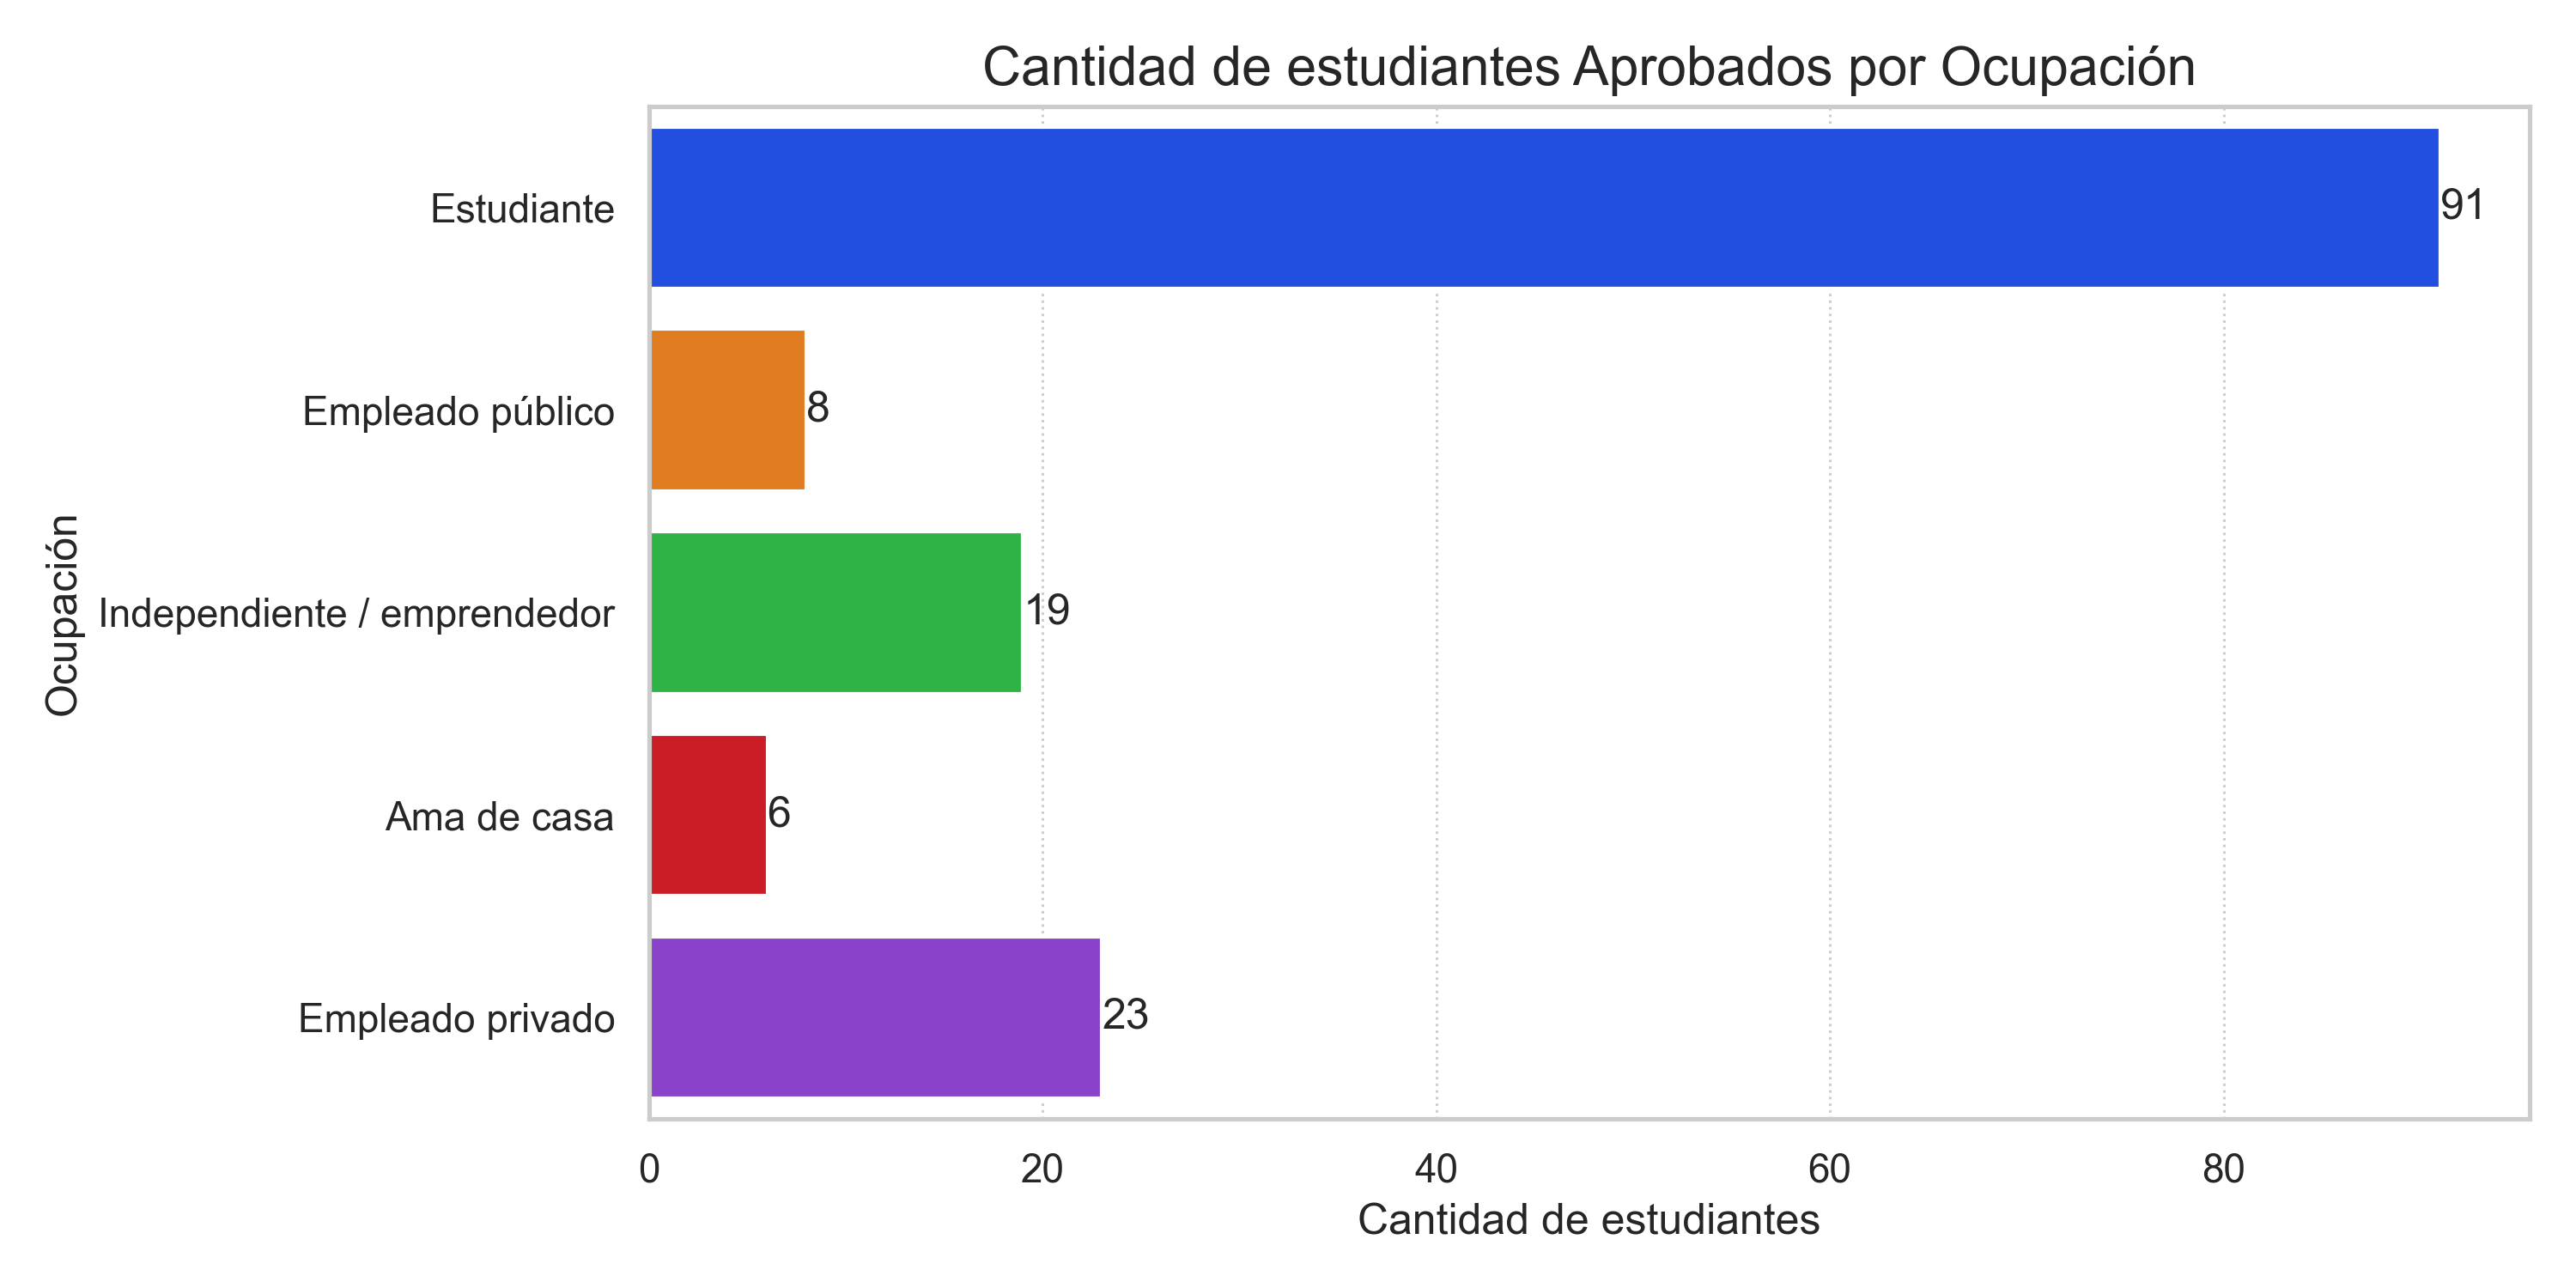 Cantidad de estudiantes Aprobados por Ocupación
Ocupación
Estudiante
91
Empleado público
8
Independiente / emprendedor
19
Ama de casa
6
Empleado privado
23
0
20
40
60
80
Cantidad de estudiantes